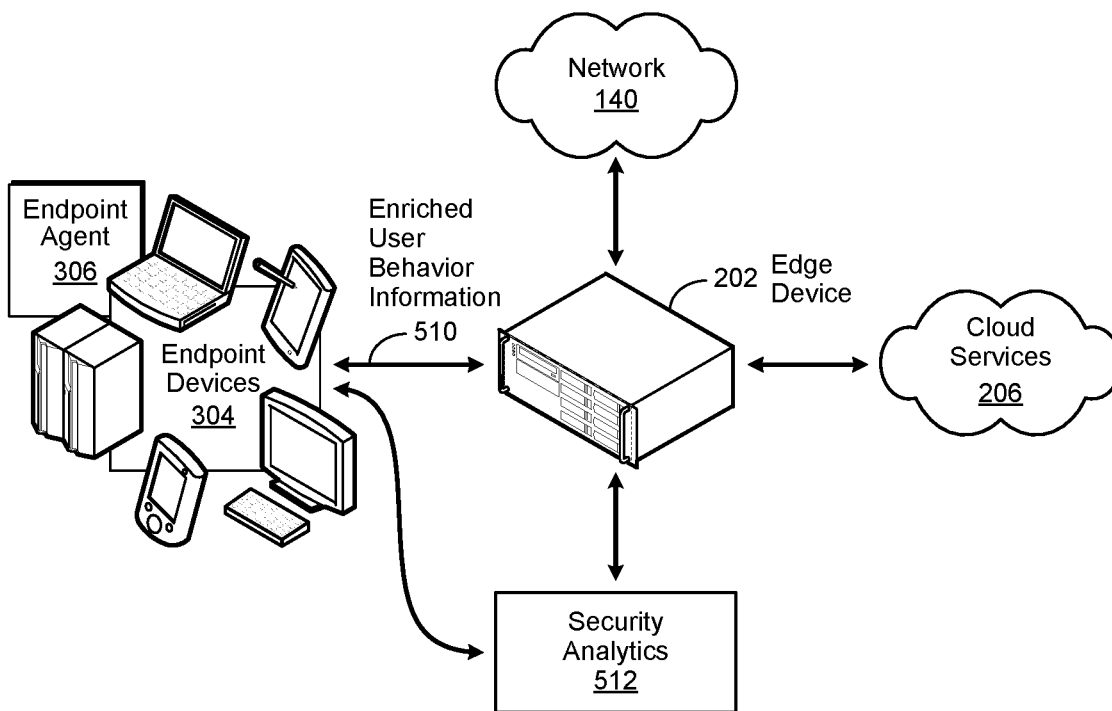 Network
140
Endpoint
Agent
306
Enriched
User
Behavior
Information
510
202
Edge
Device
Cloud
Services
206
Endpoint
Devices
304
Security
Analytics
512